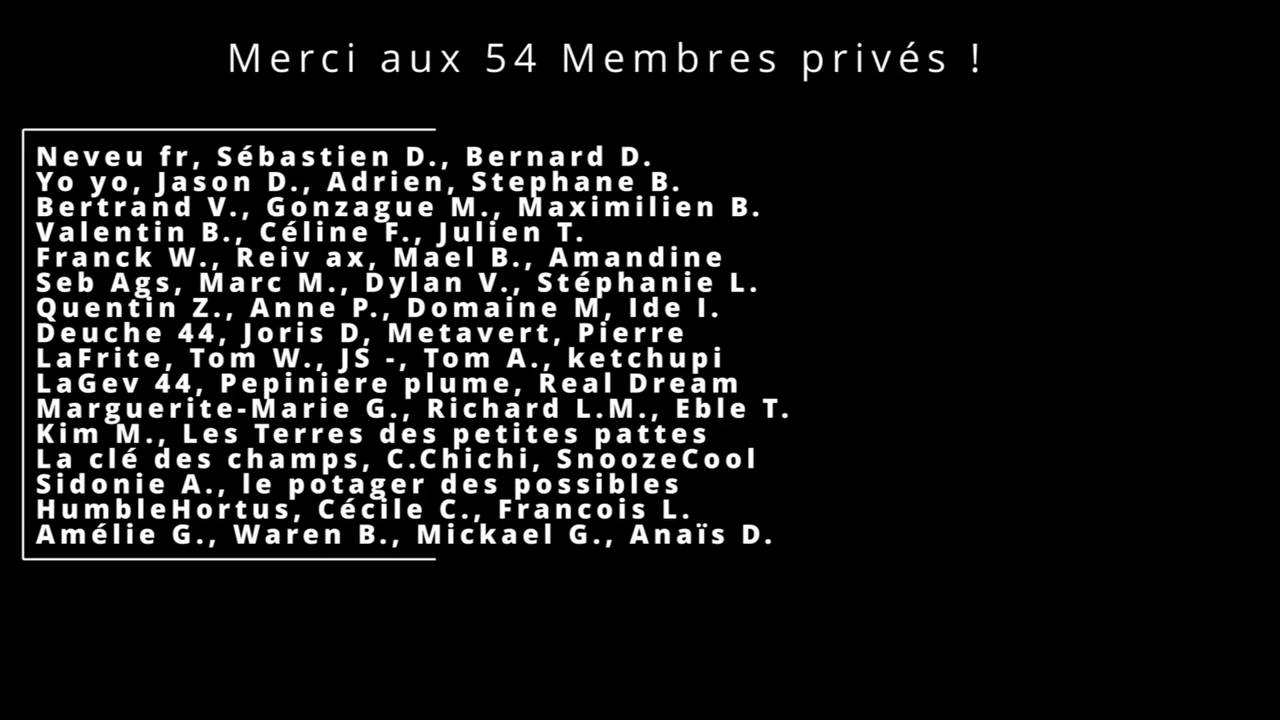 Merci aux 54 Membres privés !
Neveu fr, Sébastien D., Bernard D.
Yo yo, Jason D., Adrien, Stephane B.
Bertrand V., Gonzague M., Maximilien B.
Valentin B., Céline F., Julien T.
Franck W., Reiv ax, Mael B., Amandine
Seb Ags, Marc M., Dylan V., Stéphanie L.
Quentin Z., Anne P., Domaine M, Ide I.
Deuche 44, Joris D, Metavert, Pierre
LaFrite, Tom W., JS -, Tom A., ketchupi
LaGev 44, Pepiniere plume, Real Dream
Marguerite-Marie G., Richard L.M., Eble T.
Kim M., Les Terres des petites pattes
La clé des champs, C.Chichi, SnoozeCool
Sidonie A., le potager des possibles
HumbleHortus, Cécile C., Francois L.
Amélie G., Waren B., Mickael G., Anaïs D.